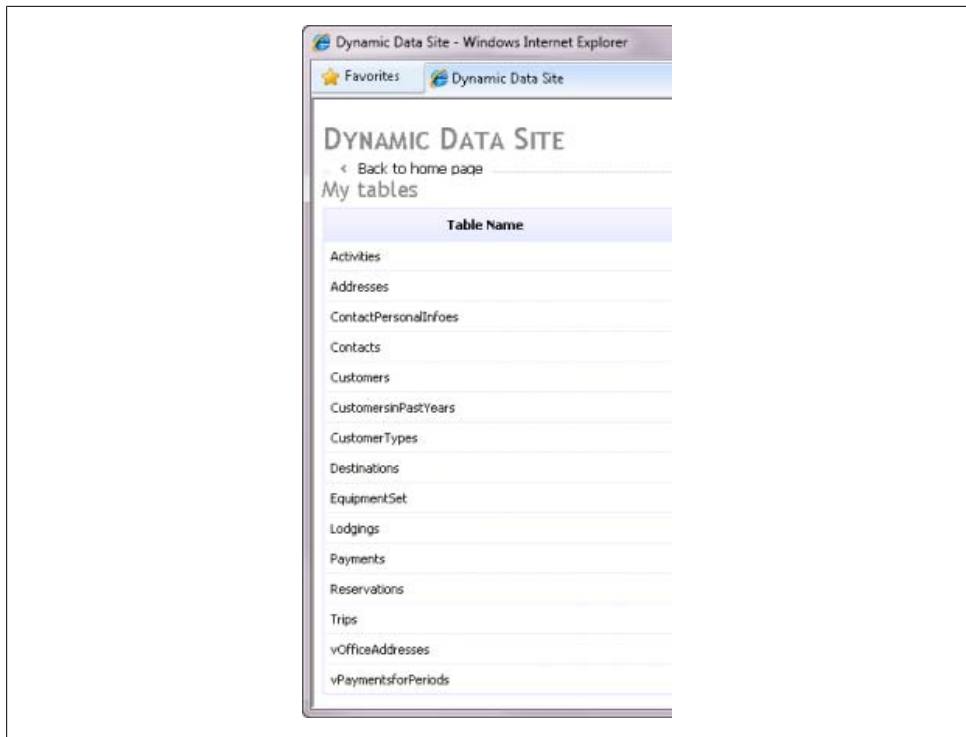 Dynamic Data Site - Windows Internet Explorer
Favorites
Dynamic Data Site
DYNAMIC DATA SITE
< Back to home page
My tables
Table Name
Activities
Addresses
ContactPersonalInfoes
Contacts
Customers
CustomersinPastYears
CustomerTypes
Destinations
EquipmentSet
Lodgings
Payments
Reservations
Trips
vOfficeAddresses
vPaymentsforPeriods